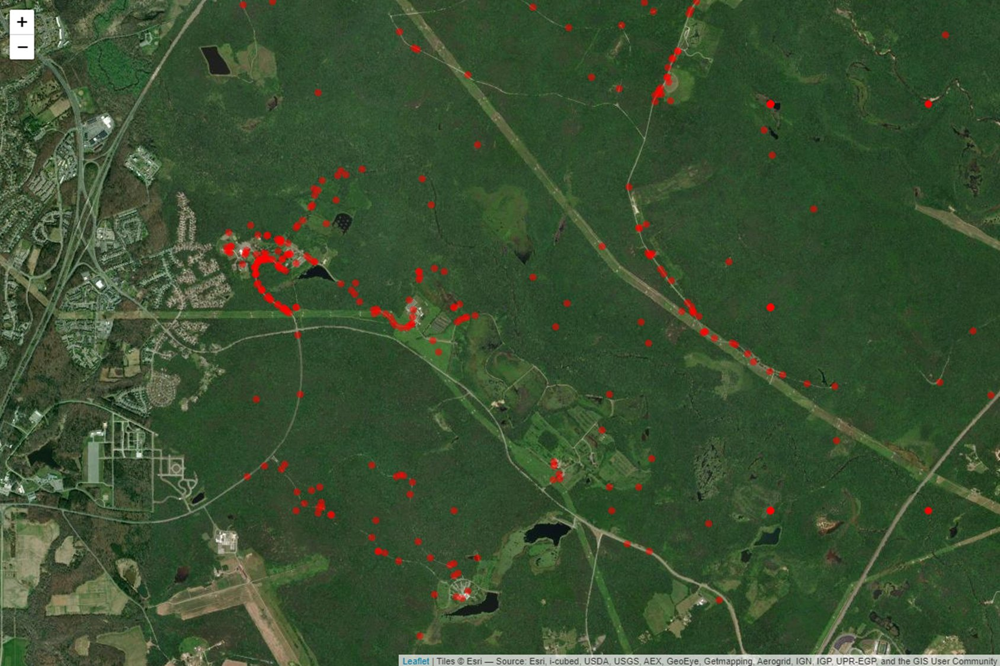 +
−
Leaflet | Tiles © Esri — Source: Esri, i-cubed, USDA, USGS, AEX, GeoEye, Getmapping, Aerogrid, IGN, IGP, UPR-EGP, and the GIS User Community